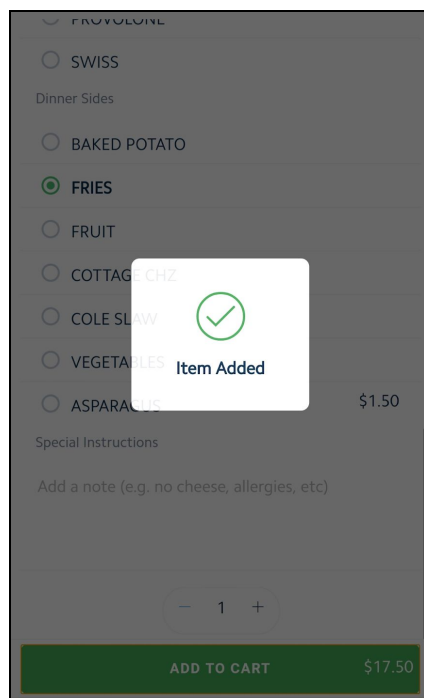 PROVOLONE
SWISS
Dinner Sides
BAKED POTATO
FRIES
FRUIT
COTTAGE CHZ
COLE SLAW
VEGETABLES
Item Added
ASPARAGUS $1.50
Special Instructions
Add a note (e.g. no cheese, allergies, etc)
− 1 +
ADD TO CART $17.50